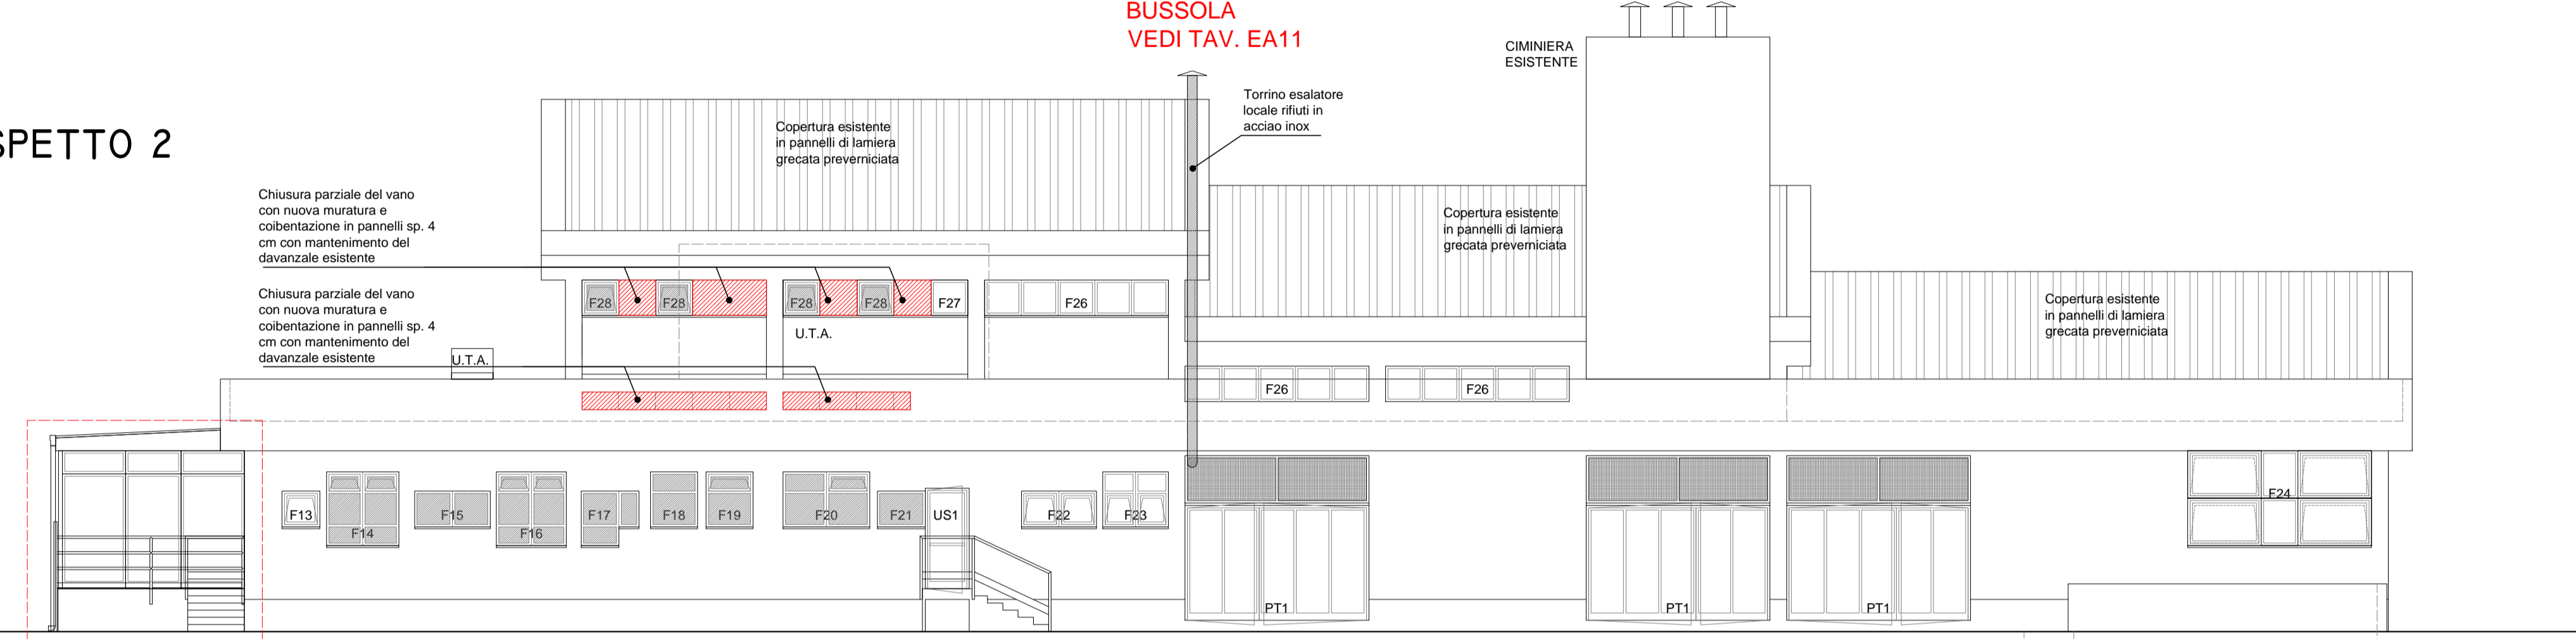 BUSSOLA
VEDI TAV. EA11
CIMINIERA
ESISTENTE
Torrino esalatore
locale rifiuti in
acciao inox
SPETTO 2
Copertura esistente
in pannelli di lamiera
grecata preverniciata
Chiusura parziale del vano
con nuova muratura e
coibentazione in pannelli sp. 4
cm con mantenimento del
davanzale esistente
Copertura esistente
in pannelli di lamiera
grecata preverniciata
Chiusura parziale del vano
con nuova muratura e
coibentazione in pannelli sp. 4
cm con mantenimento del
davanzale esistente
Copertura esistente
in pannelli di lamiera
grecata preverniciata
F28 F28 F28 F28 F27 F26
U.T.A.
U.T.A.
F26 F26
F24
F13 F14 F15 F16 F17 F18 F19 F20 F21 US1 F22 F23
PT1 PT1 PT1